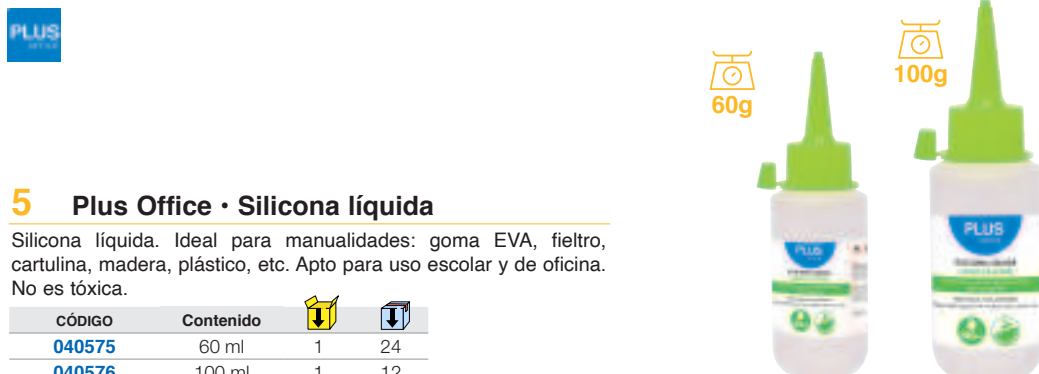 PLUS
OFFICE
60g
100g
5 Plus Office · Silicona líquida
Silicona líquida. Ideal para manualidades: goma EVA, fieltro,
cartulina, madera, plástico, etc. Apto para uso escolar y de oficina.
No es tóxica.
CÓDIGO Contenido
040575 60 ml 1 24
040576 100 ml 1 12
PLUS
PLUS